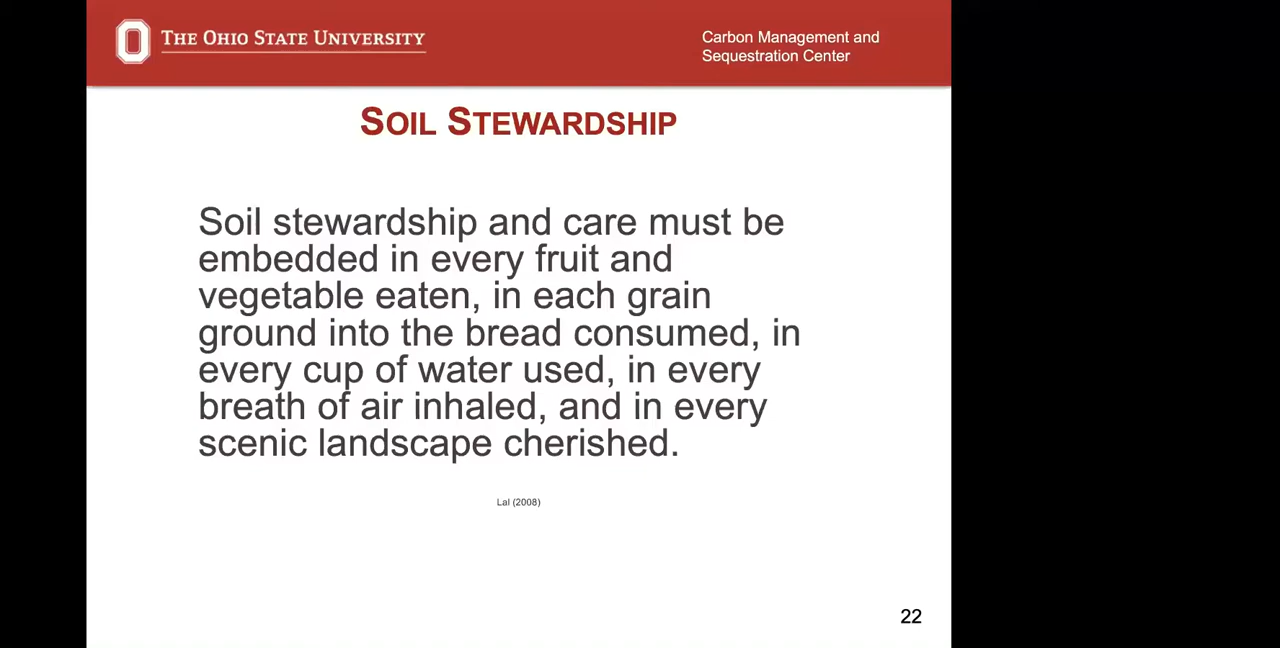 THE OHIO STATE UNIVERSITY
Carbon Management and
Sequestration Center
SOIL STEWARDSHIP
Soil stewardship and care must be
embedded in every fruit and
vegetable eaten, in each grain
ground into the bread consumed, in
every cup of water used, in every
breath of air inhaled, and in every
scenic landscape cherished.
Lal (2008)
22